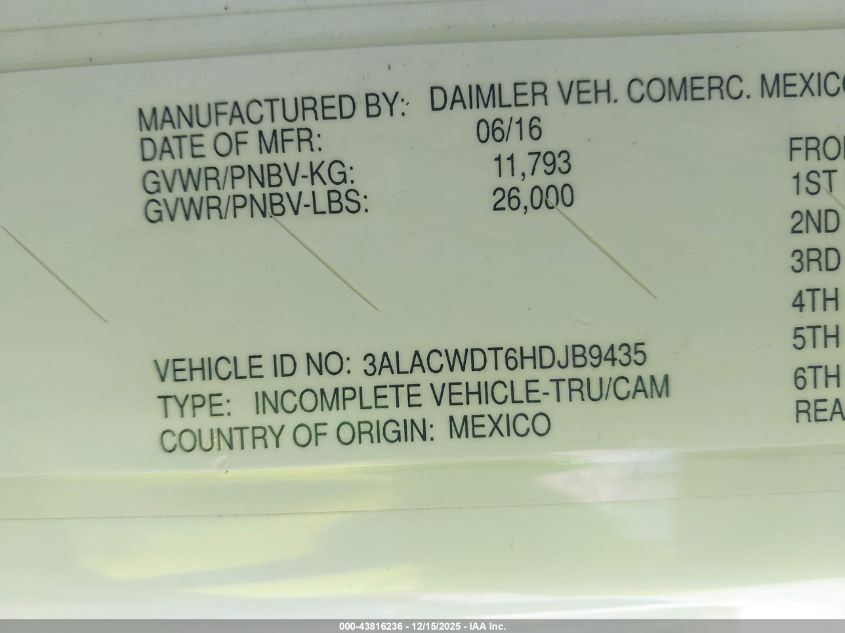 MANUFACTURED BY: DAIMLER VEH. COMERC. MEXICO
DATE OF MFR: 06/16
GVWR/PNBV-KG: 11,793
GVWR/PNBV-LBS: 26,000
VEHICLE ID NO: 3ALACWDT6HDJB9435
TYPE: INCOMPLETE VEHICLE-TRU/CAM
COUNTRY OF ORIGIN: MEXICO
1ST
2ND
3RD
4TH
5TH
6TH
000-43816236 - 12/15/2025 - IAA Inc.